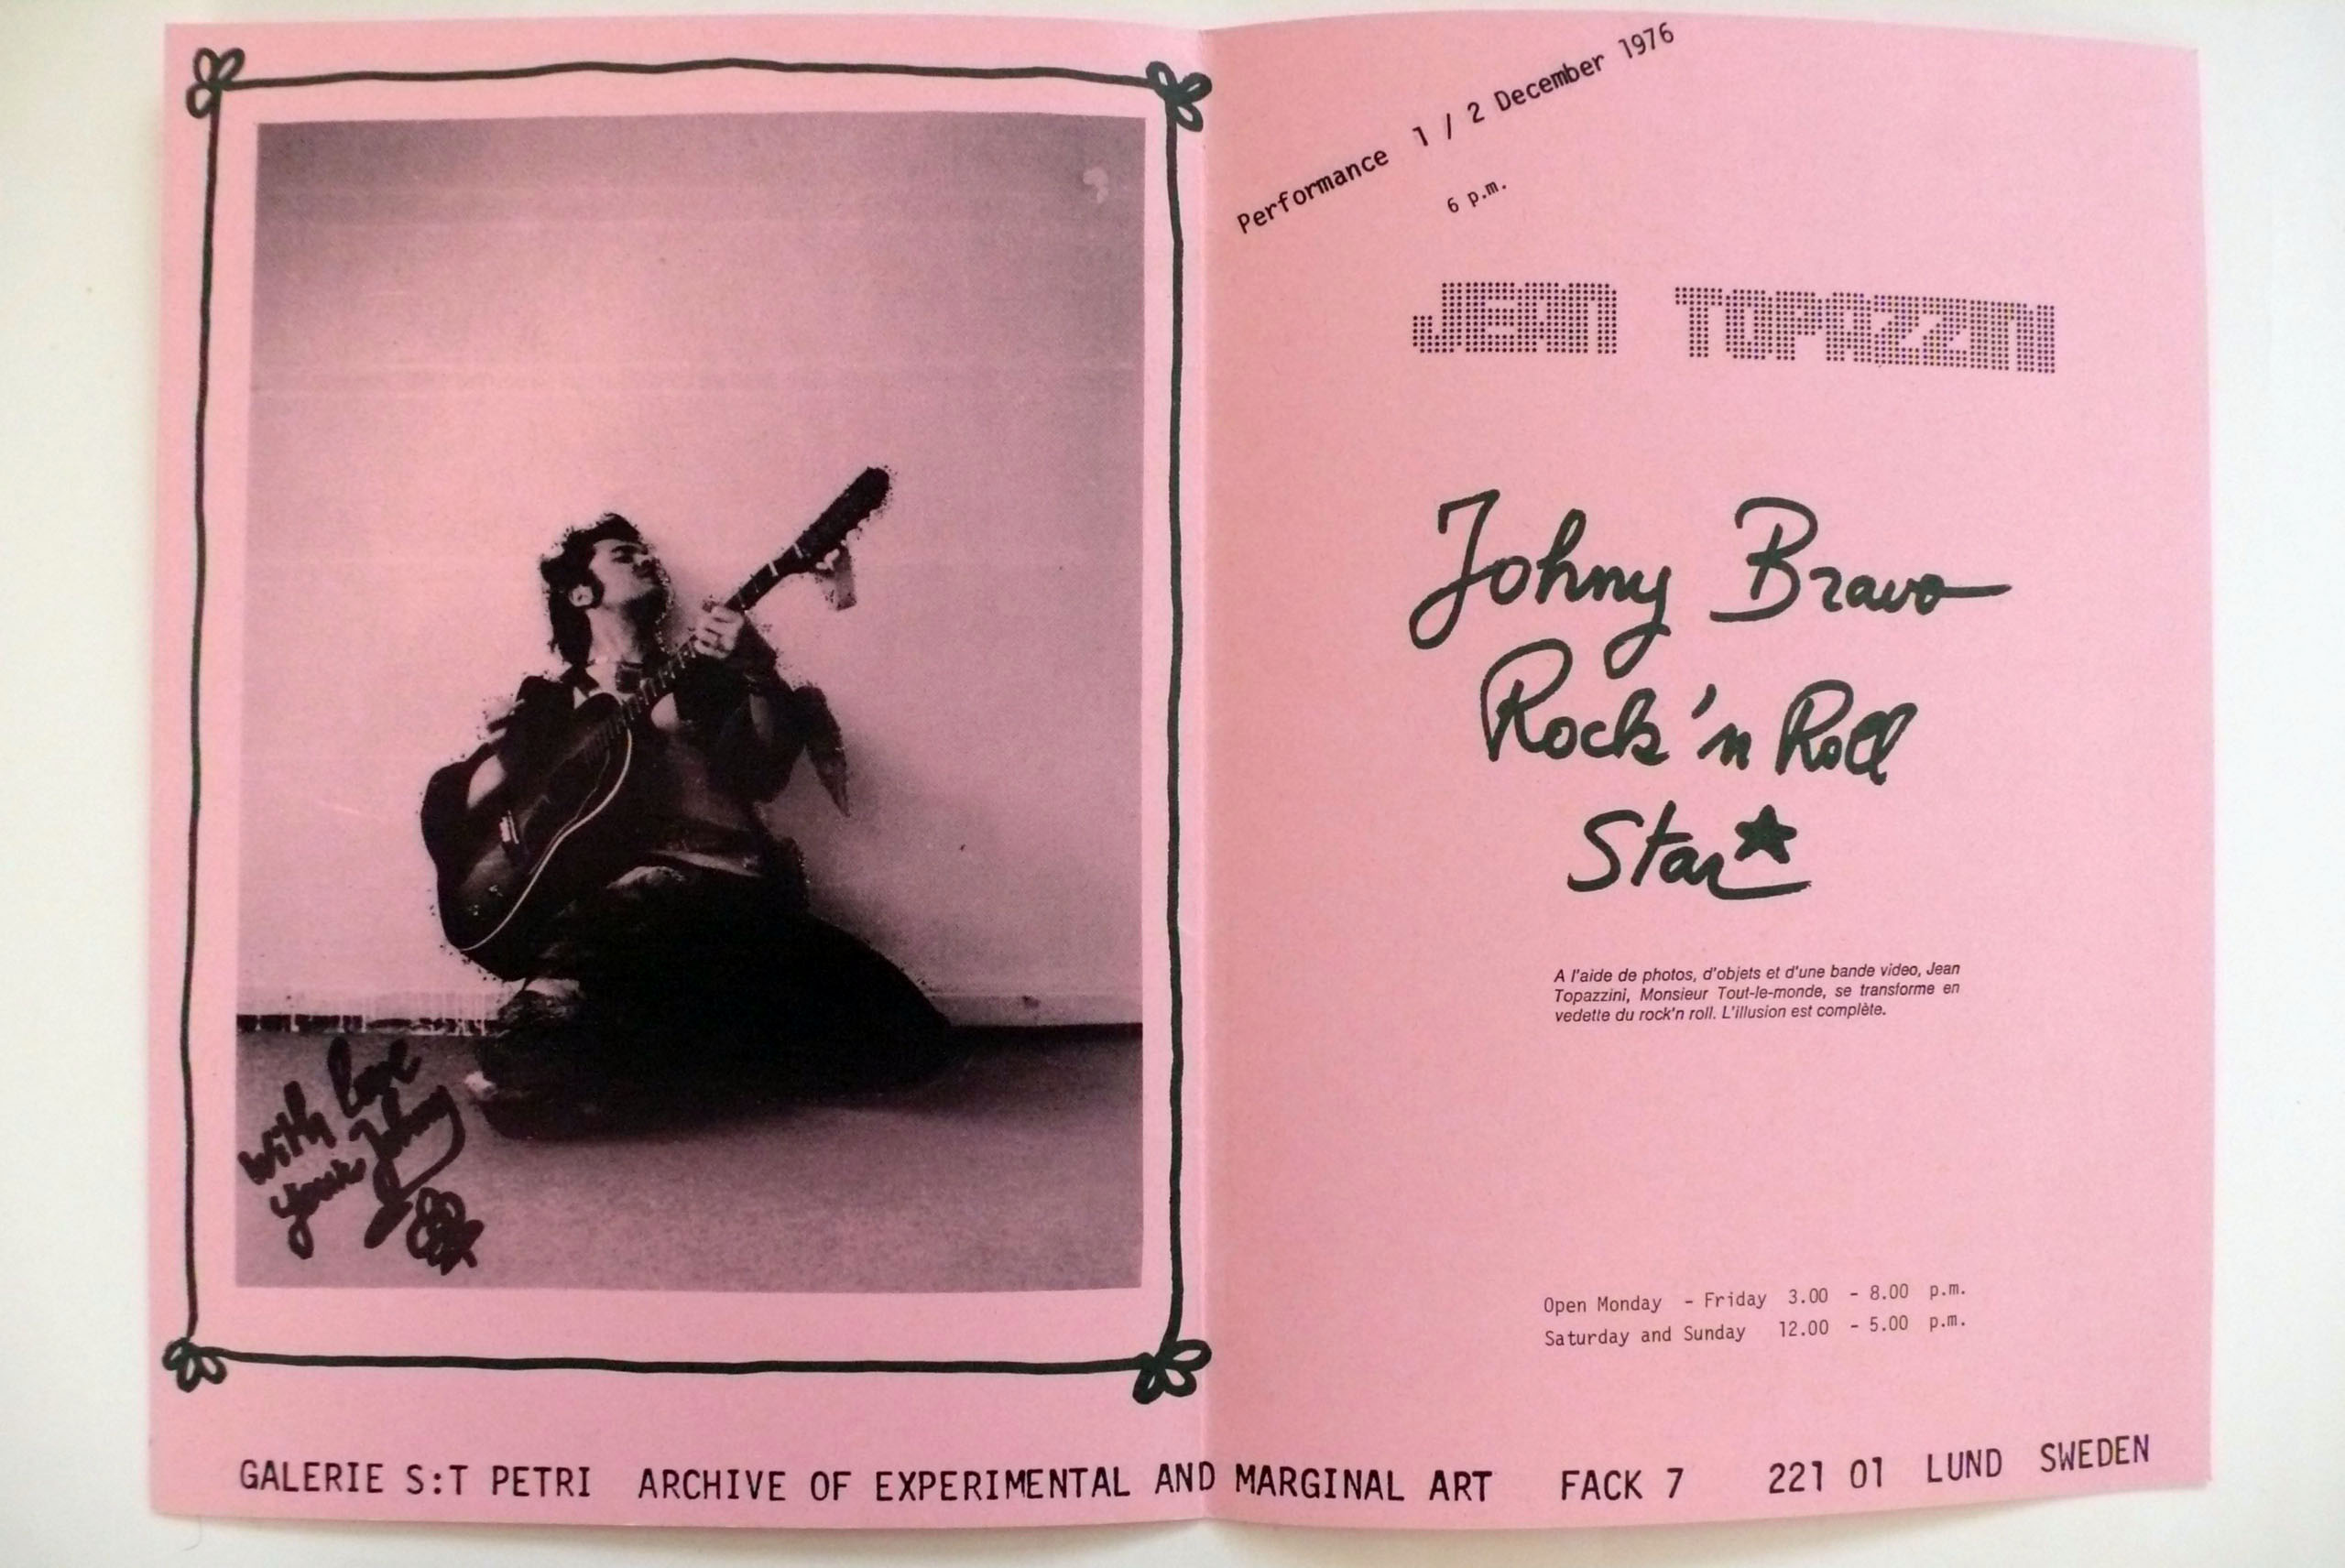 With love
your Johny
Performance 1 / 2 December 1976
6 p.m.
JEAN TOPAZZINI
Johny Bravo
Rock'n Roll
Star
A l'aide de photos, d'objets et d'une bande video, Jean
Topazzini, Monsieur Tout-le-monde, se transforme en
vedette du rock'n roll. L'illusion est complète.
Open Monday - Friday 3.00 - 8.00 p.m.
Saturday and Sunday 12.00 - 5.00 p.m.
GALERIE S:T PETRI ARCHIVE OF EXPERIMENTAL AND MARGINAL ART FACK 7 221 01 LUND SWEDEN